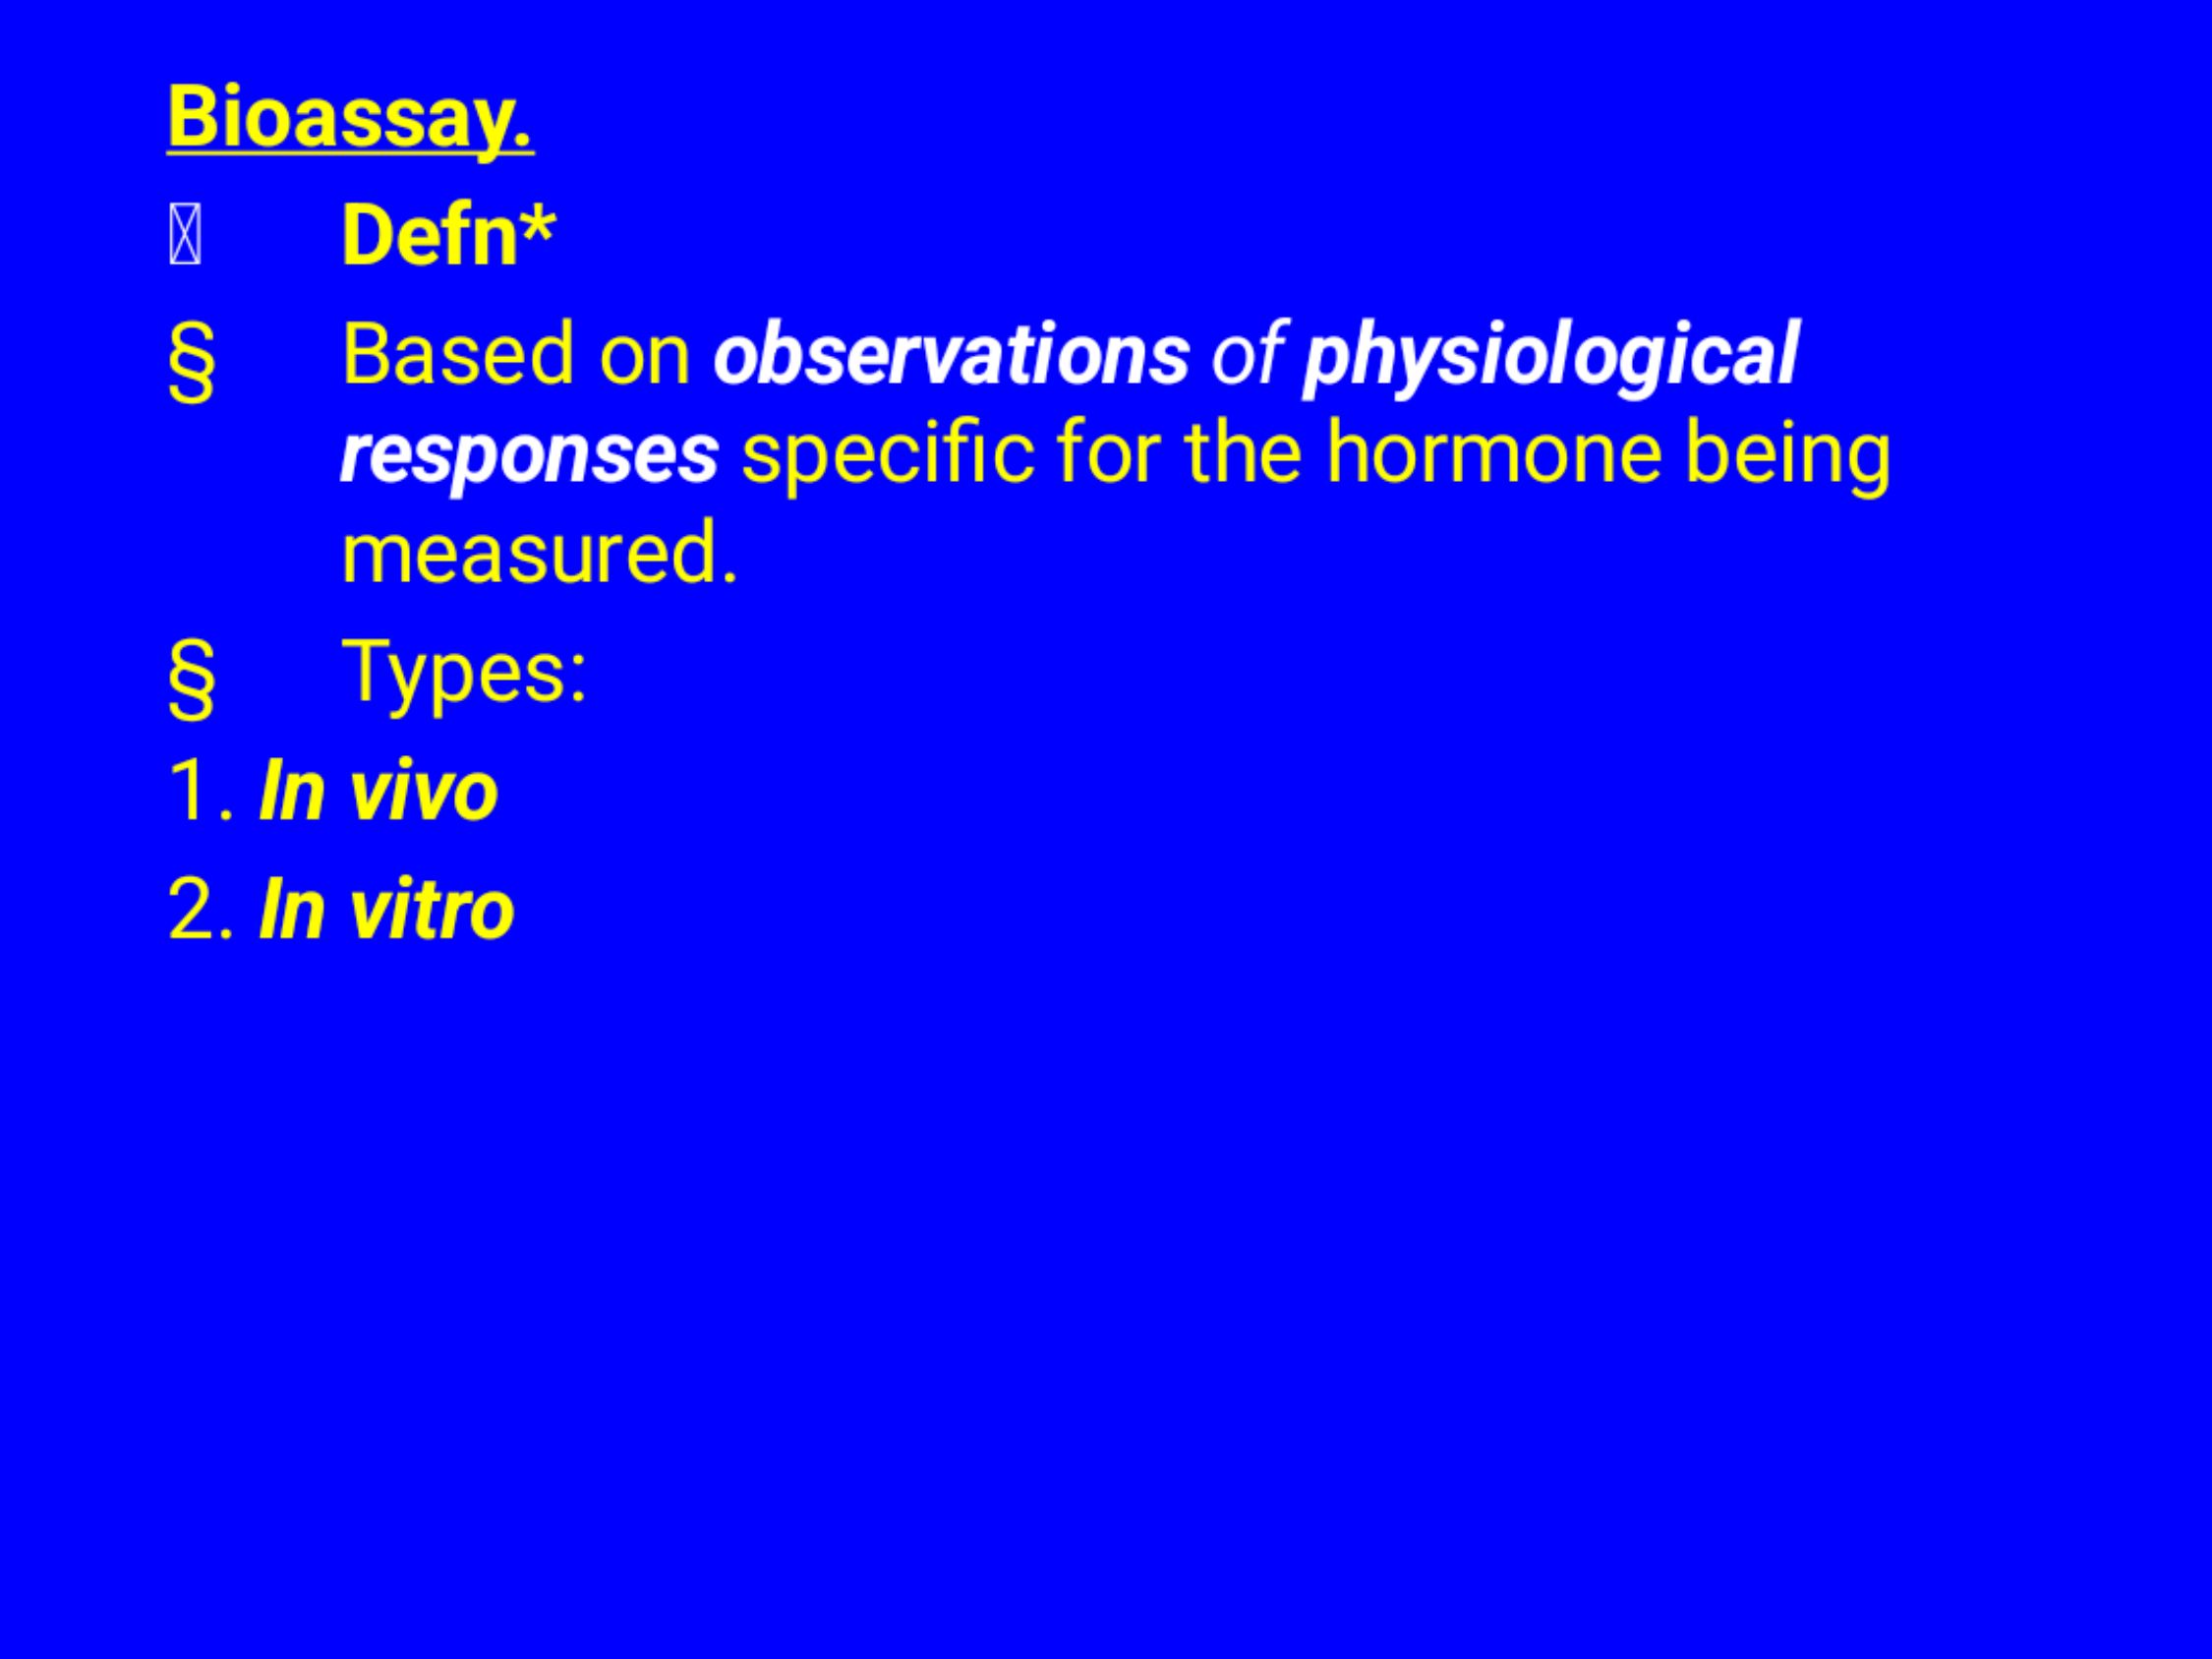 Bioassay.
Defn*
§ Based on observations of physiological
responses specific for the hormone being
measured.
§ Types:
1. In vivo
2. In vitro